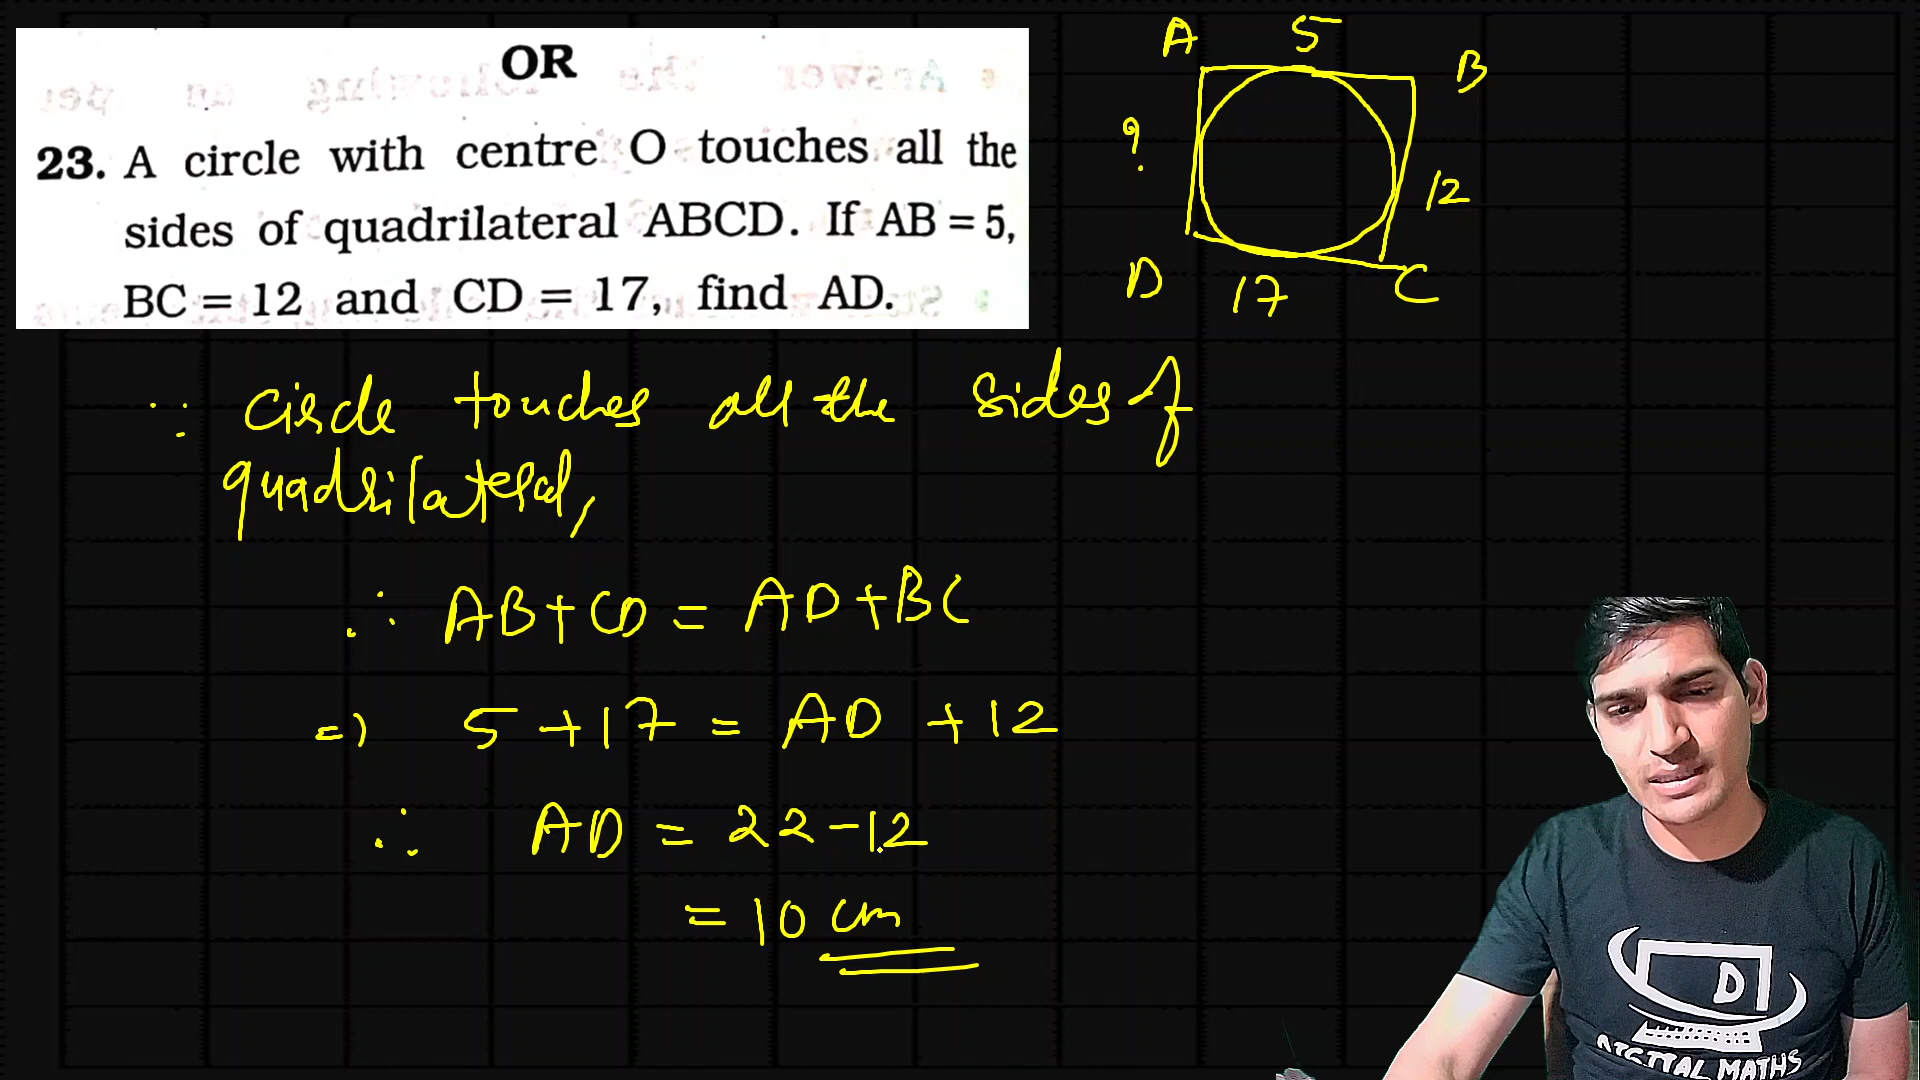 OR
23. A circle with centre O touches all the
sides of quadrilateral ABCD. If AB = 5,
BC = 12 and CD = 17, find AD.
A 5 B
?
12
D 17 C
∵ Circle touches all the sides of
quadrilateral,
∴ AB+CD = AD+BC
=) 5+17 = AD +12
∴ AD = 22-12
= 10 cm
D
DIGITAL MATHS